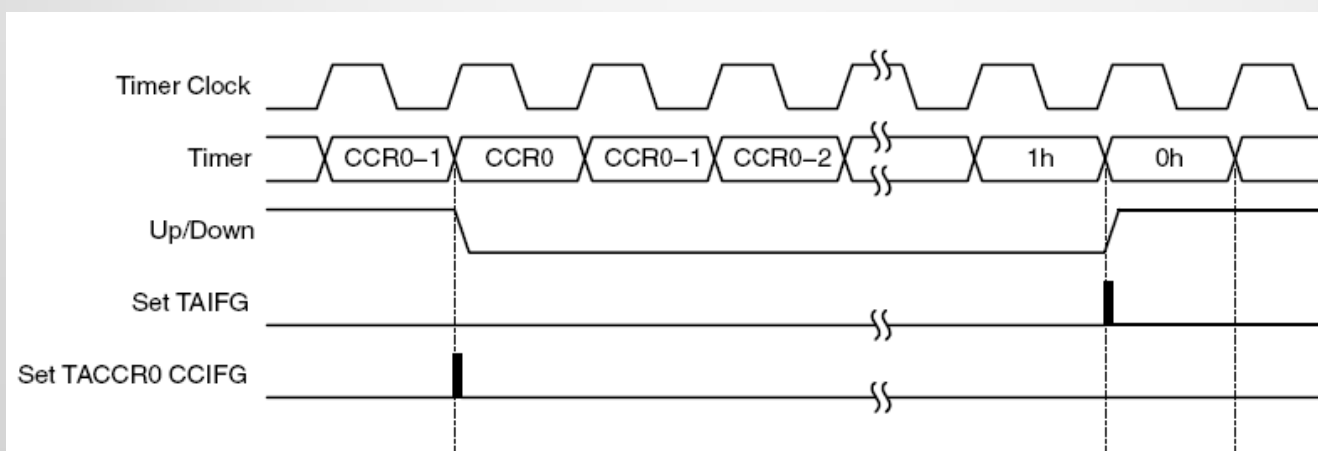 Timer Clock
Timer CCR0−1 CCR0 CCR0−1 CCR0−2 1h 0h
Up/Down
Set TAIFG
Set TACCR0 CCIFG